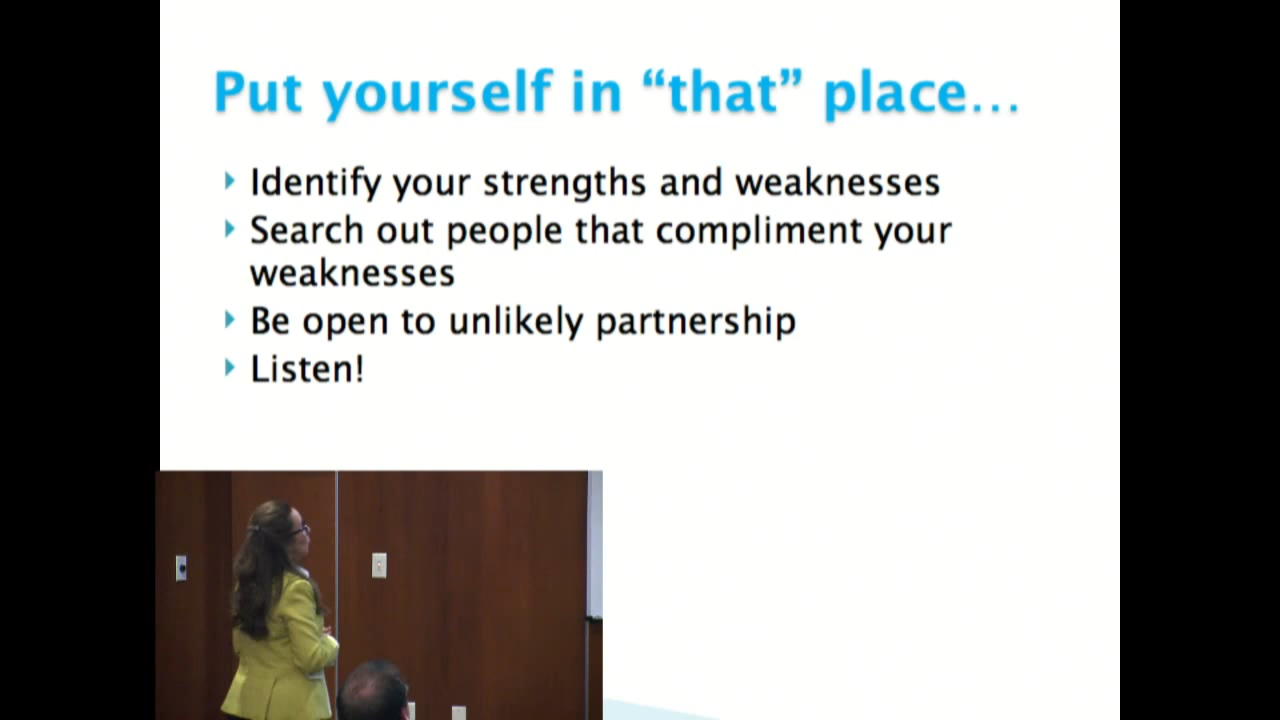 Put yourself in “that” place…
Identify your strengths and weaknesses
Search out people that compliment your
weaknesses
Be open to unlikely partnership
Listen!